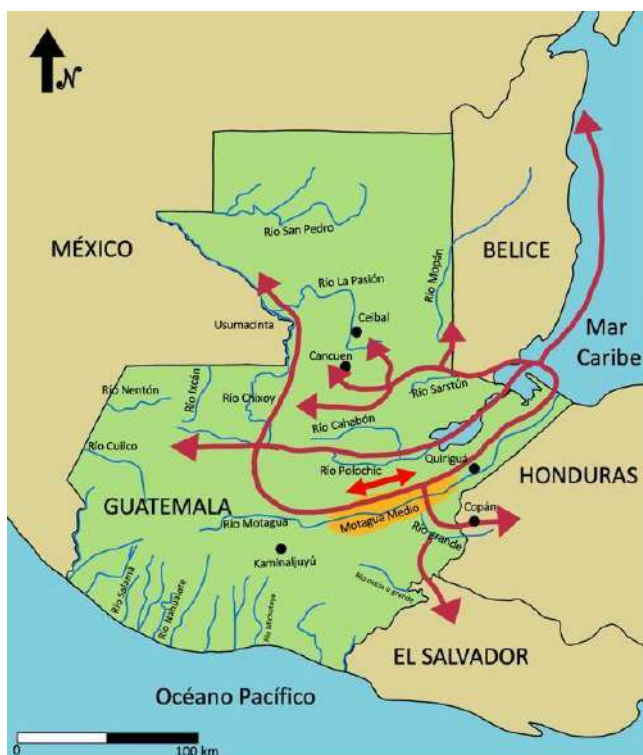 N
Río San Pedro
MÉXICO
BELICE
Río Mopán
Río La Pasión
Ceibal
Usumacinta
Mar
Caribe
Cancuen
Río Nentón
Río Ixcán
Río Chixoy
Río Sarstún
Río Cahabón
Río Cuilco
Río Polochic
Quiriguá
HONDURAS
GUATEMALA
Copán
Río Motagua
Motagua Medio
Río grande
Kaminaljuyú
Río Salamá
Río Nahualate
EL SALVADOR
Océano Pacífico
0
100 km